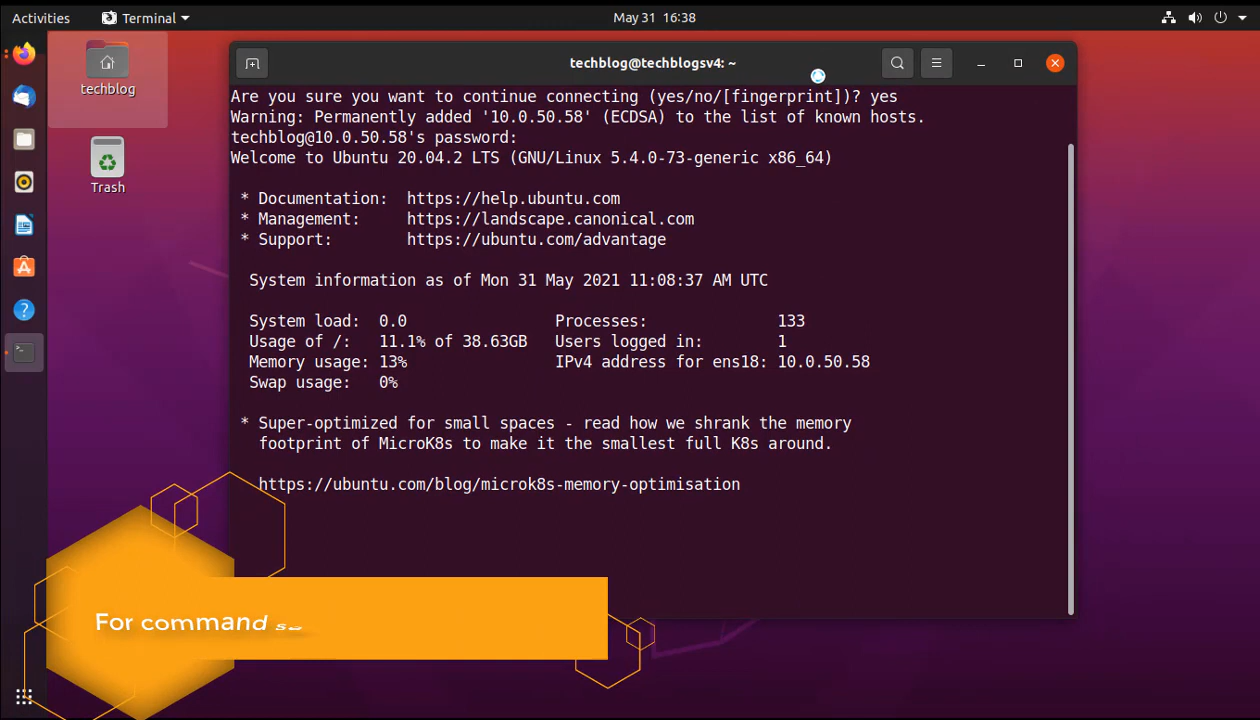 Activities
Terminal
May 31 16:38
techblog
Trash
techblog@techblogsv4: ~
Are you sure you want to continue connecting (yes/no/[fingerprint])? yes
Warning: Permanently added '10.0.50.58' (ECDSA) to the list of known hosts.
techblog@10.0.50.58's password:
Welcome to Ubuntu 20.04.2 LTS (GNU/Linux 5.4.0-73-generic x86_64)
* Documentation: https://help.ubuntu.com
* Management: https://landscape.canonical.com
* Support: https://ubuntu.com/advantage
System information as of Mon 31 May 2021 11:08:37 AM UTC
System load: 0.0 Processes: 133
Usage of /: 11.1% of 38.63GB Users logged in: 1
Memory usage: 13% IPv4 address for ens18: 10.0.50.58
Swap usage: 0%
* Super-optimized for small spaces - read how we shrank the memory
footprint of MicroK8s to make it the smallest full K8s around.
https://ubuntu.com/blog/microk8s-memory-optimisation
For command